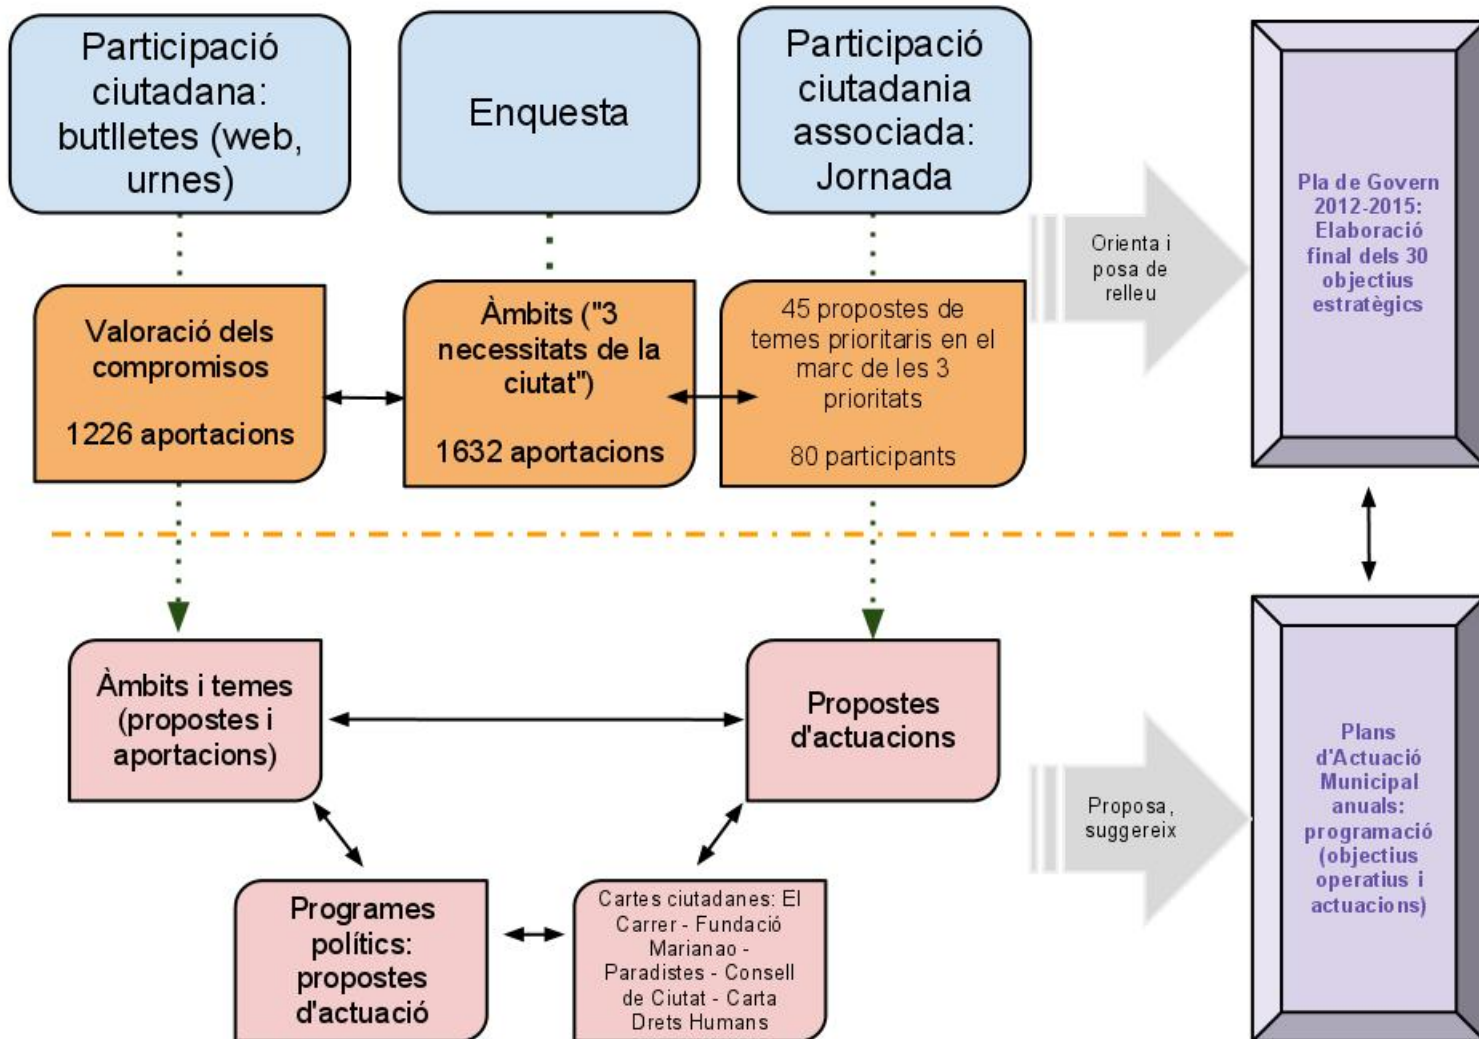 Participació
ciutadana:
butlletes (web,
urnes)
Enquesta
Participació
ciutadania
associada:
Jornada
Valoració dels
compromisos
1226 aportacions
Àmbits ("3
necessitats de la
ciutat")
1632 aportacions
45 propostes de
temes prioritaris en el
marc de les 3
prioritats
80 participants
Orienta i
posa de
relleu
Pla de Govern
2012-2015:
Elaboració
final dels 30
objectius
estratègics
Àmbits i temes
(propostes i
aportacions)
Propostes
d'actuacions
Programes
polítics:
propostes
d'actuació
Cartes ciutadanes: El
Carrer - Fundació
Marianao -
Paradistes - Consell
de Ciutat - Carta
Drets Humans
Proposa,
suggereix
Plans
d'Actuació
Municipal
anuals:
programació
(objectius
operatius i
actuacions)